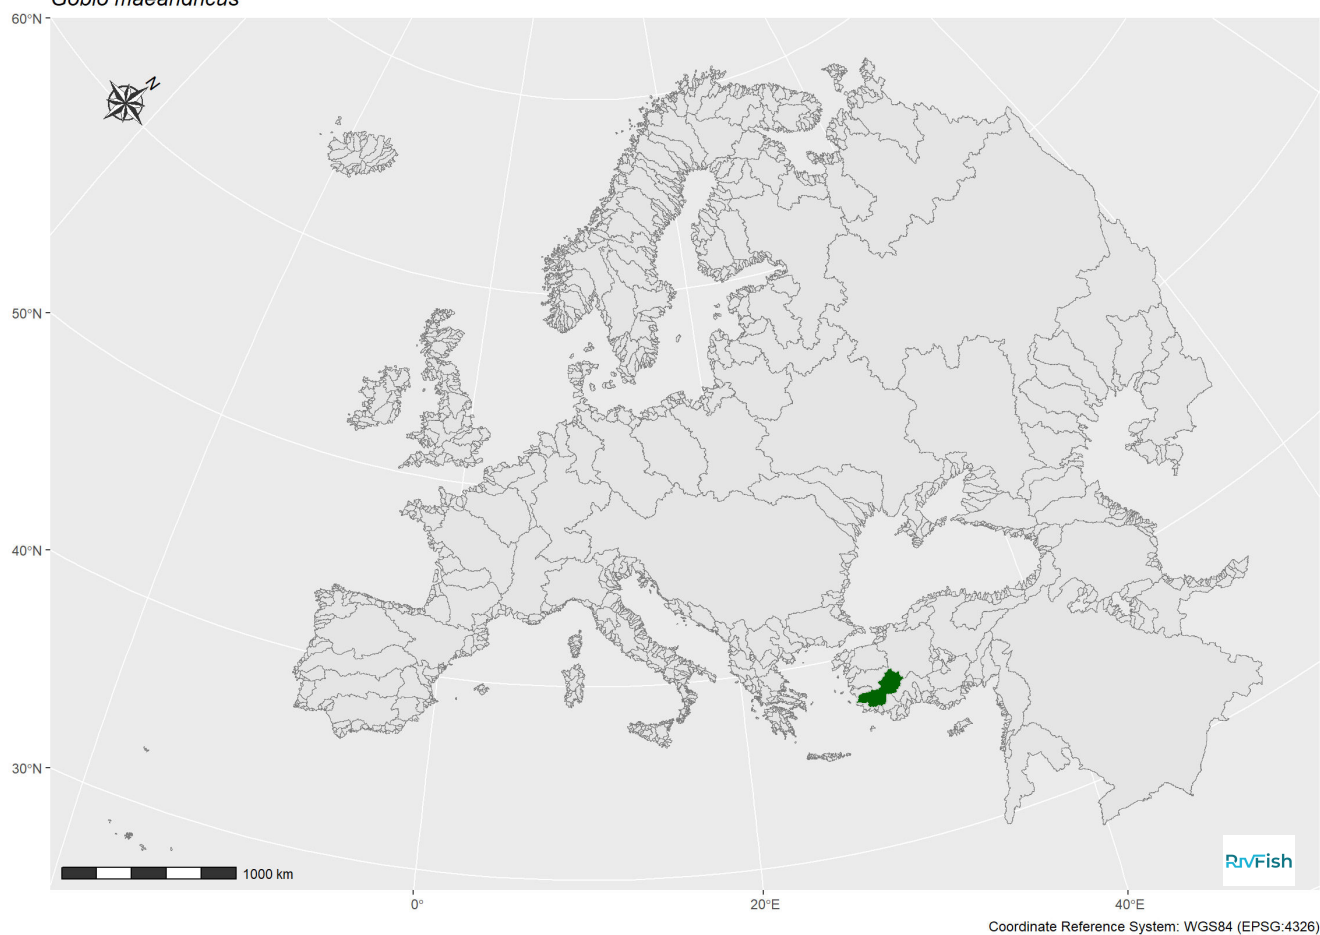 Gobio maeandricus
60°N
N
50°N
40°N
30°N
1000 km
RivFish
0°
20°E
40°E
Coordinate Reference System: WGS84 (EPSG:4326)